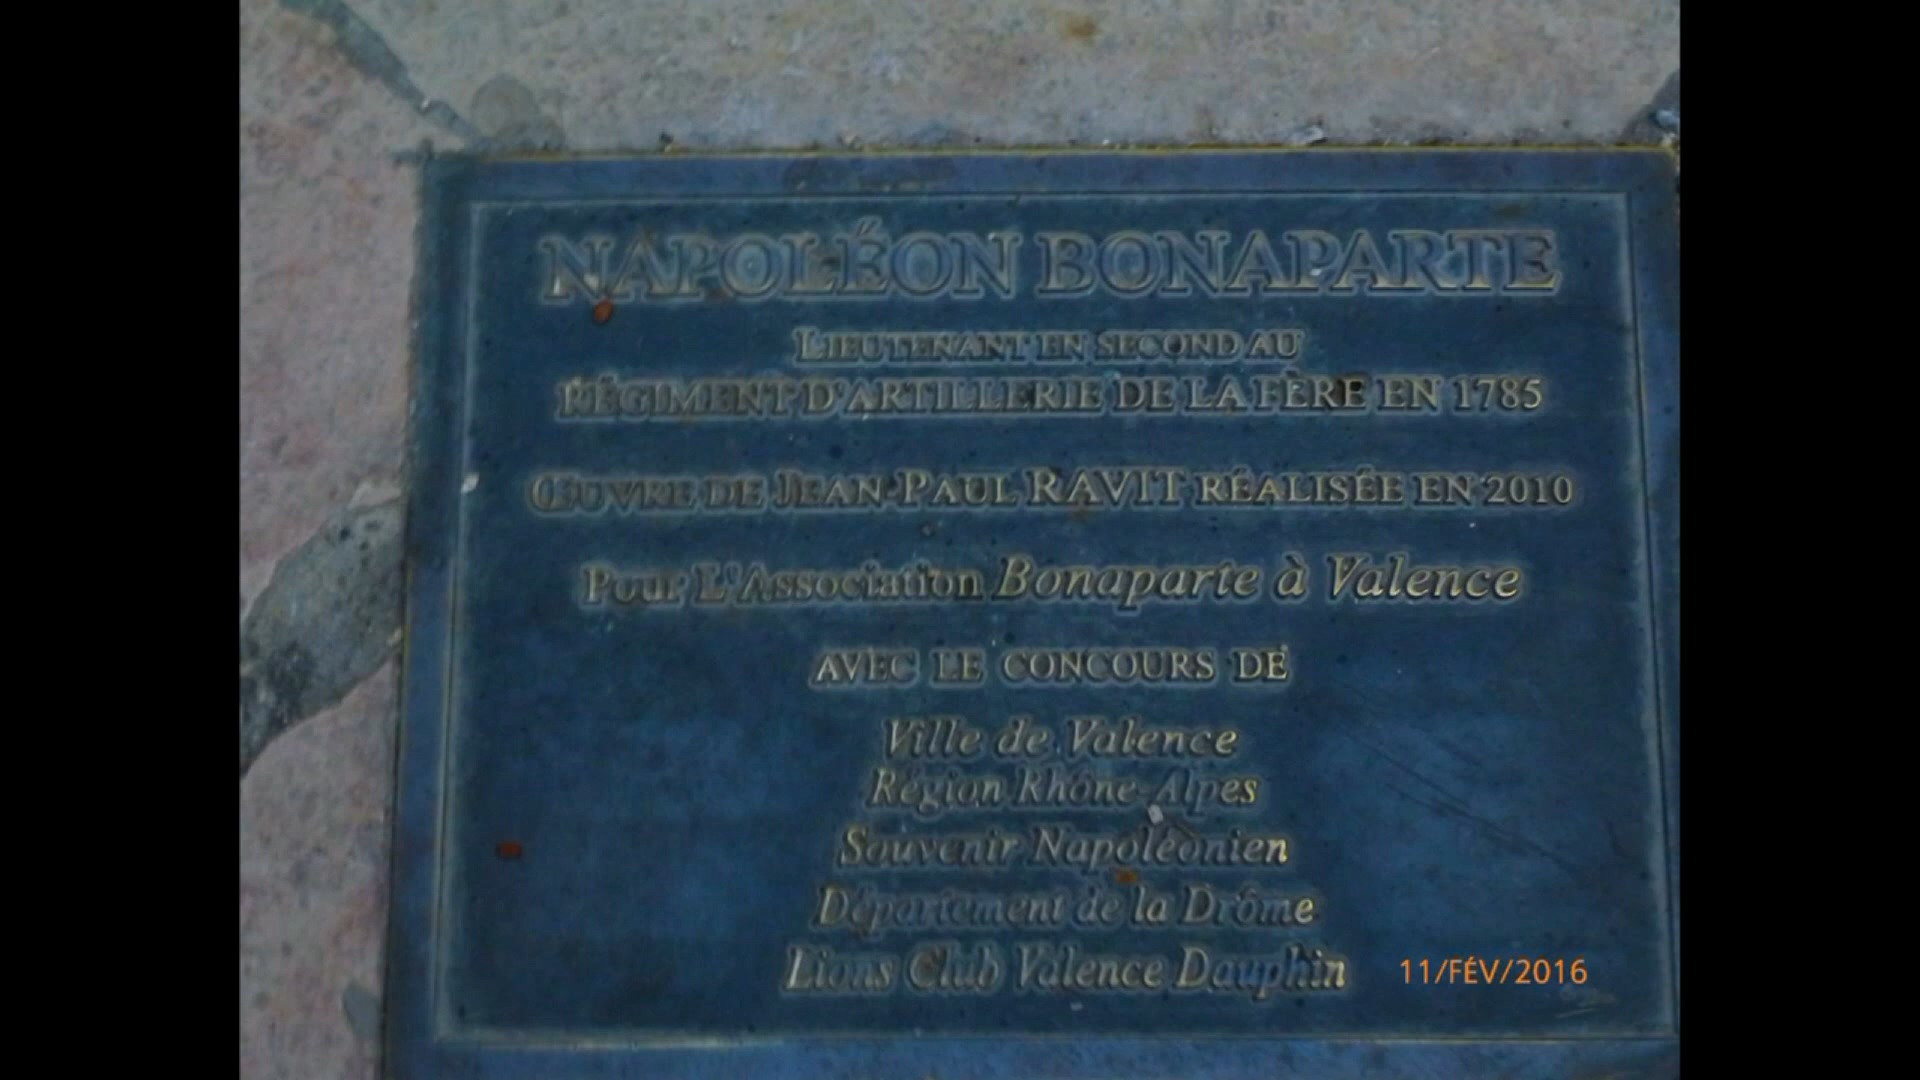 NAPOLÉON BONAPARTE
LIEUTENANT EN SECOND AU
RÉGIMENT D'ARTILLERIE DE LA FÈRE EN 1785
ŒUVRE DE JEAN-PAUL RAVIT RÉALISÉE EN 2010
Pour L'Association Bonaparte à Valence
AVEC LE CONCOURS DE
Ville de Valence
Région Rhône-Alpes
Souvenir Napoléonien
Département de la Drôme
Lions Club Valence Dauphin
11/FÉV/2016